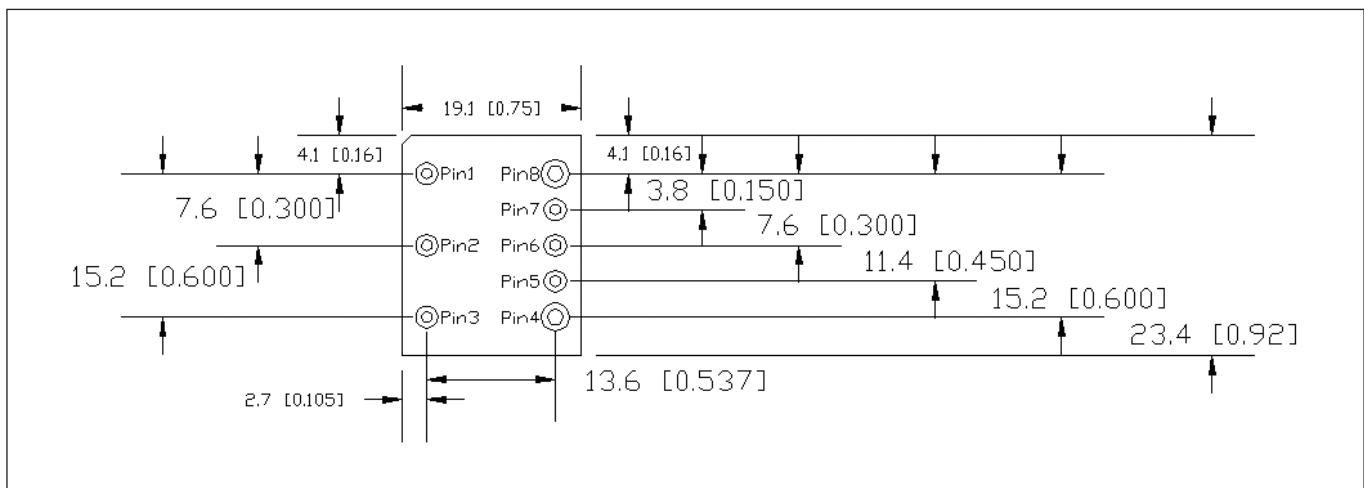 19.1 [0.75]
4.1 [0.16]
4.1 [0.16]
Pin1
Pin8
3.8 [0.150]
7.6 [0.300]
Pin7
7.6 [0.300]
Pin2
Pin6
11.4 [0.450]
15.2 [0.600]
Pin5
15.2 [0.600]
Pin3
Pin4
23.4 [0.92]
13.6 [0.537]
2.7 [0.105]